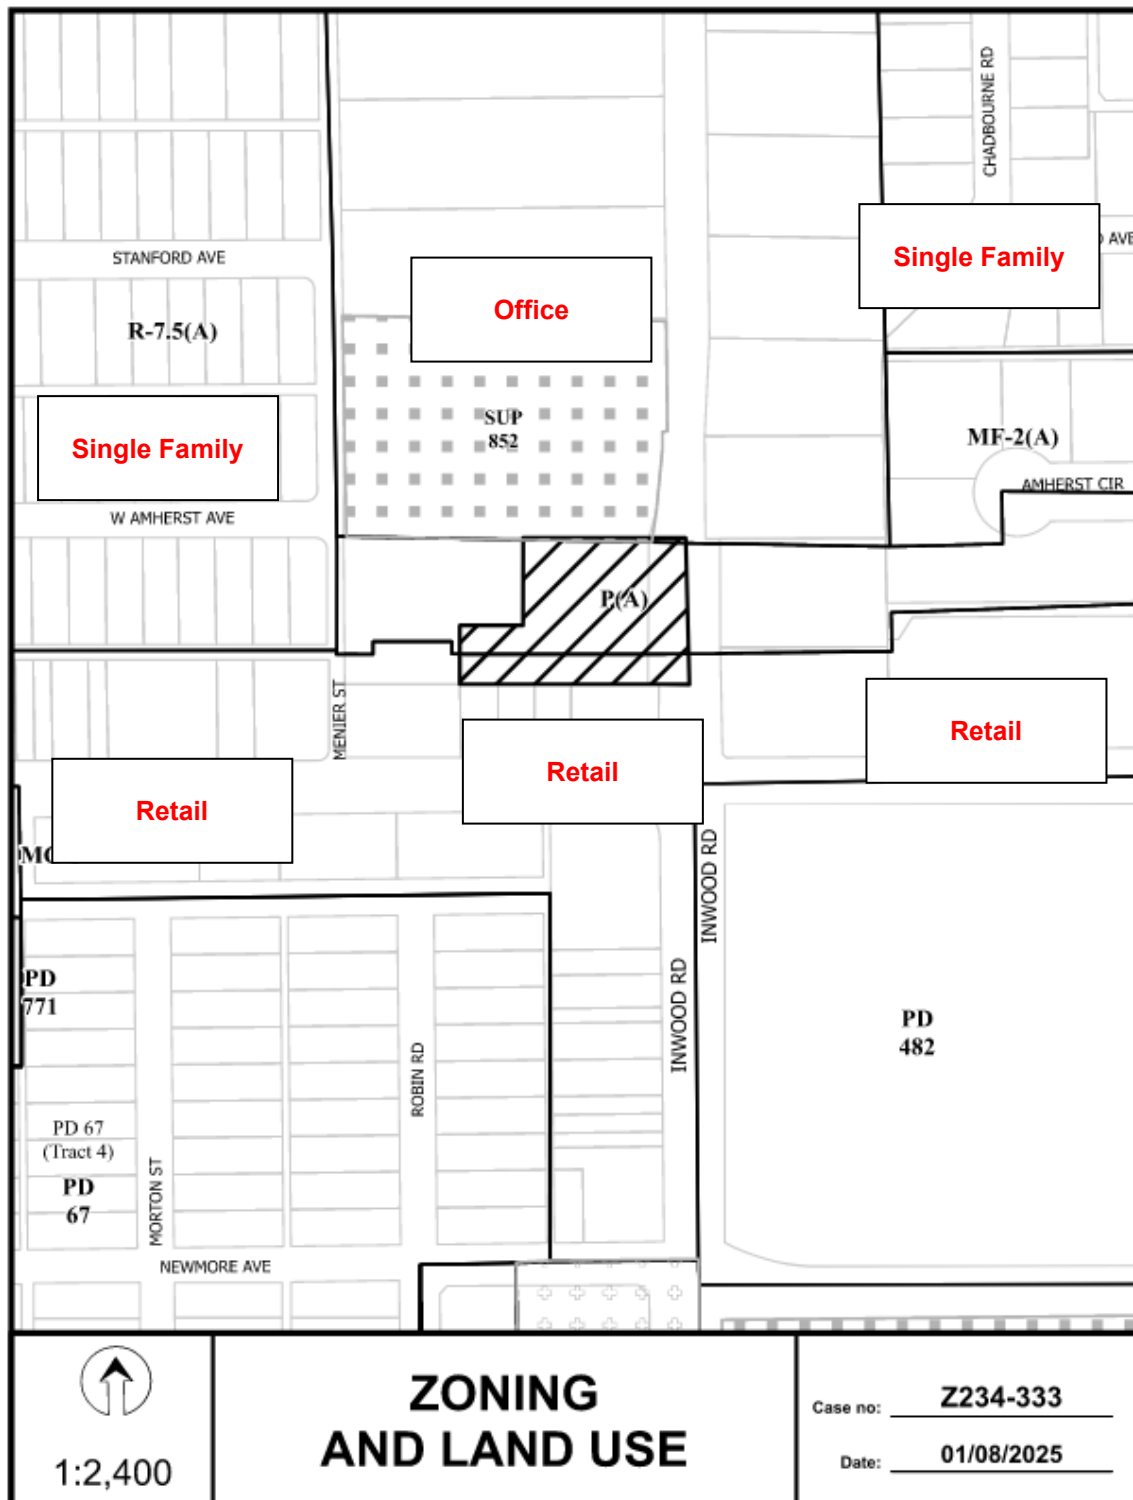 CHADBOURNE RD
STANFORD AVE
Single Family
AVE
Office
R-7.5(A)
SUP
852
MF-2(A)
Single Family
AMHERST CIR
W AMHERST AVE
P(A)
MENIER ST
Retail
Retail
Retail
INWOOD RD
INWOOD RD
PD
771
PD
482
ROBIN RD
PD 67
(Tract 4)
PD
67
MORTON ST
NEWMORE AVE
1:2,400
ZONING
AND LAND USE
Case no: Z234-333
Date: 01/08/2025